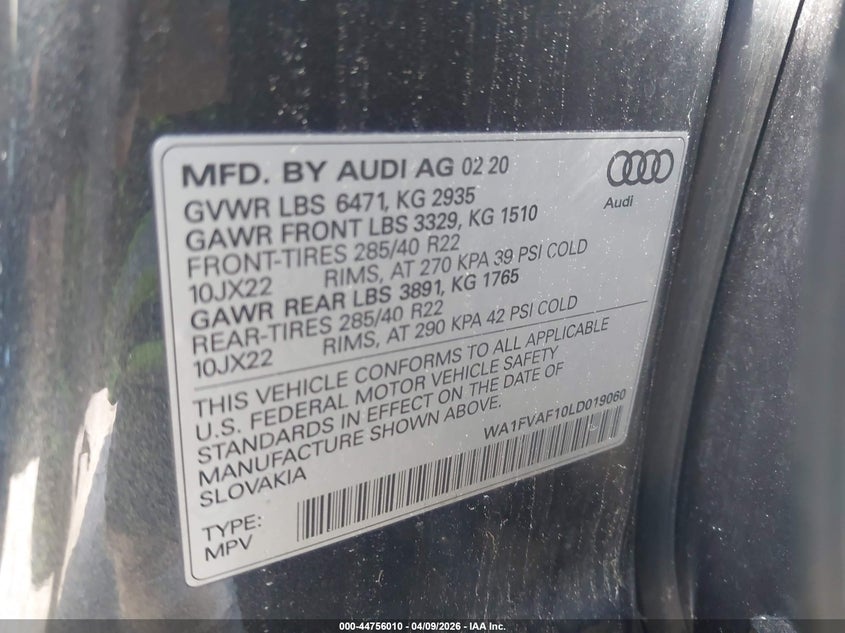 MFD. BY AUDI AG 02 20
Audi
GVWR LBS 6471, KG 2935
GAWR FRONT LBS 3329, KG 1510
FRONT-TIRES 285/40 R22
10JX22 RIMS, AT 270 KPA 39 PSI COLD
GAWR REAR LBS 3891, KG 1765
REAR-TIRES 285/40 R22
10JX22 RIMS, AT 290 KPA 42 PSI COLD
THIS VEHICLE CONFORMS TO ALL APPLICABLE
U.S. FEDERAL MOTOR VEHICLE SAFETY
STANDARDS IN EFFECT ON THE DATE OF
MANUFACTURE SHOWN ABOVE.
SLOVAKIA
WA1FVAF10LD019060
TYPE:
MPV
000-44756010 - 04/09/2026 - IAA Inc.